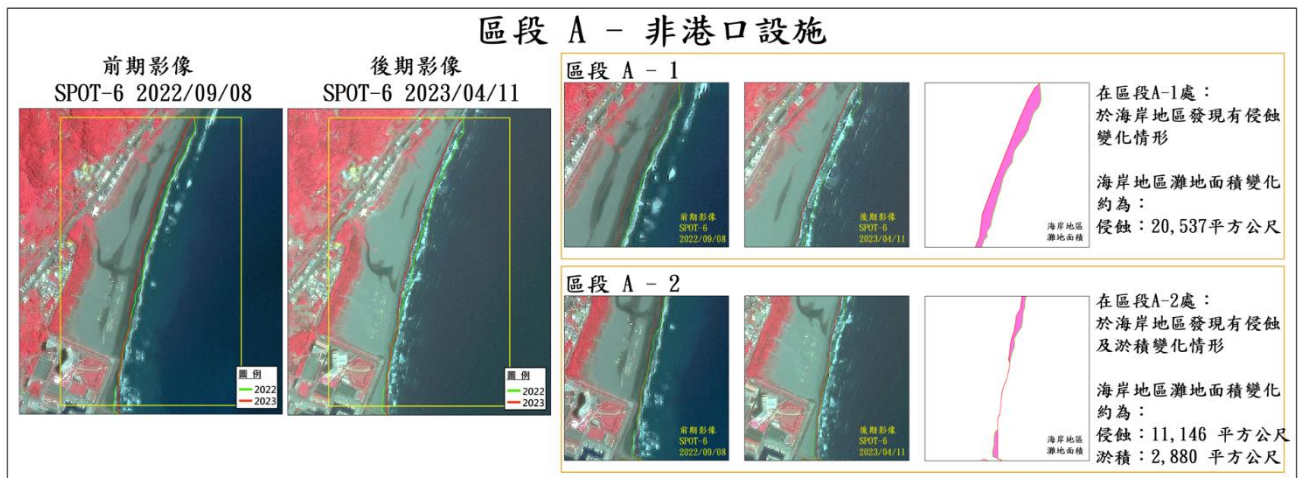 區段 A - 非港口設施
前期影像
SPOT-6 2022/09/08
後期影像
SPOT-6 2023/04/11
圖 例
2022
2023
圖 例
2022
2023
區段 A - 1
前期影像
SPOT-6
2022/09/08
後期影像
SPOT-6
2023/04/11
海岸地區
灘地面積
在區段A-1處：
於海岸地區發現有侵蝕
變化情形
海岸地區灘地面積變化
約為：
侵蝕：20,537平方公尺
區段 A - 2
前期影像
SPOT-6
2022/09/08
後期影像
SPOT-6
2023/04/11
海岸地區
灘地面積
在區段A-2處：
於海岸地區發現有侵蝕
及淤積變化情形
海岸地區灘地面積變化
約為：
侵蝕：11,146 平方公尺
淤積：2,880 平方公尺